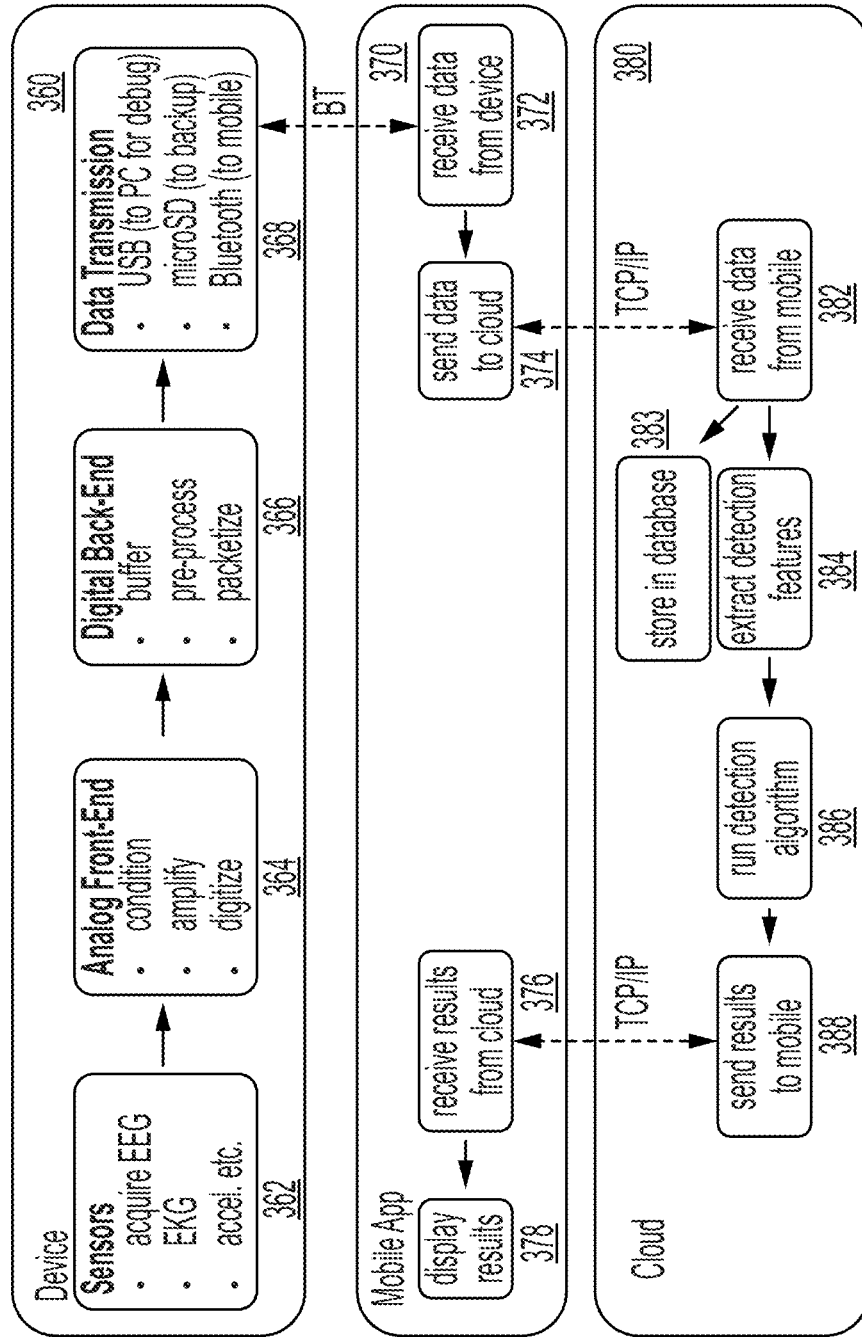 Device
360
Sensors
• acquire EEG
• EKG
• accel. etc.
362
Analog Front-End
• condition
• amplify
• digitize
364
Digital Back-End
• buffer
• pre-process
• packetize
366
Data Transmission
• USB (to PC for debug)
• microSD (to backup)
• Bluetooth (to mobile)
368
BT
Mobile App
370
display
results
378
receive results
from cloud
376
send data
to cloud
374
receive data
from device
372
TCP/IP
TCP/IP
Cloud
380
send results
to mobile
388
run detection
algorithm
386
store in database
383
extract detection
features
384
receive data
from mobile
382